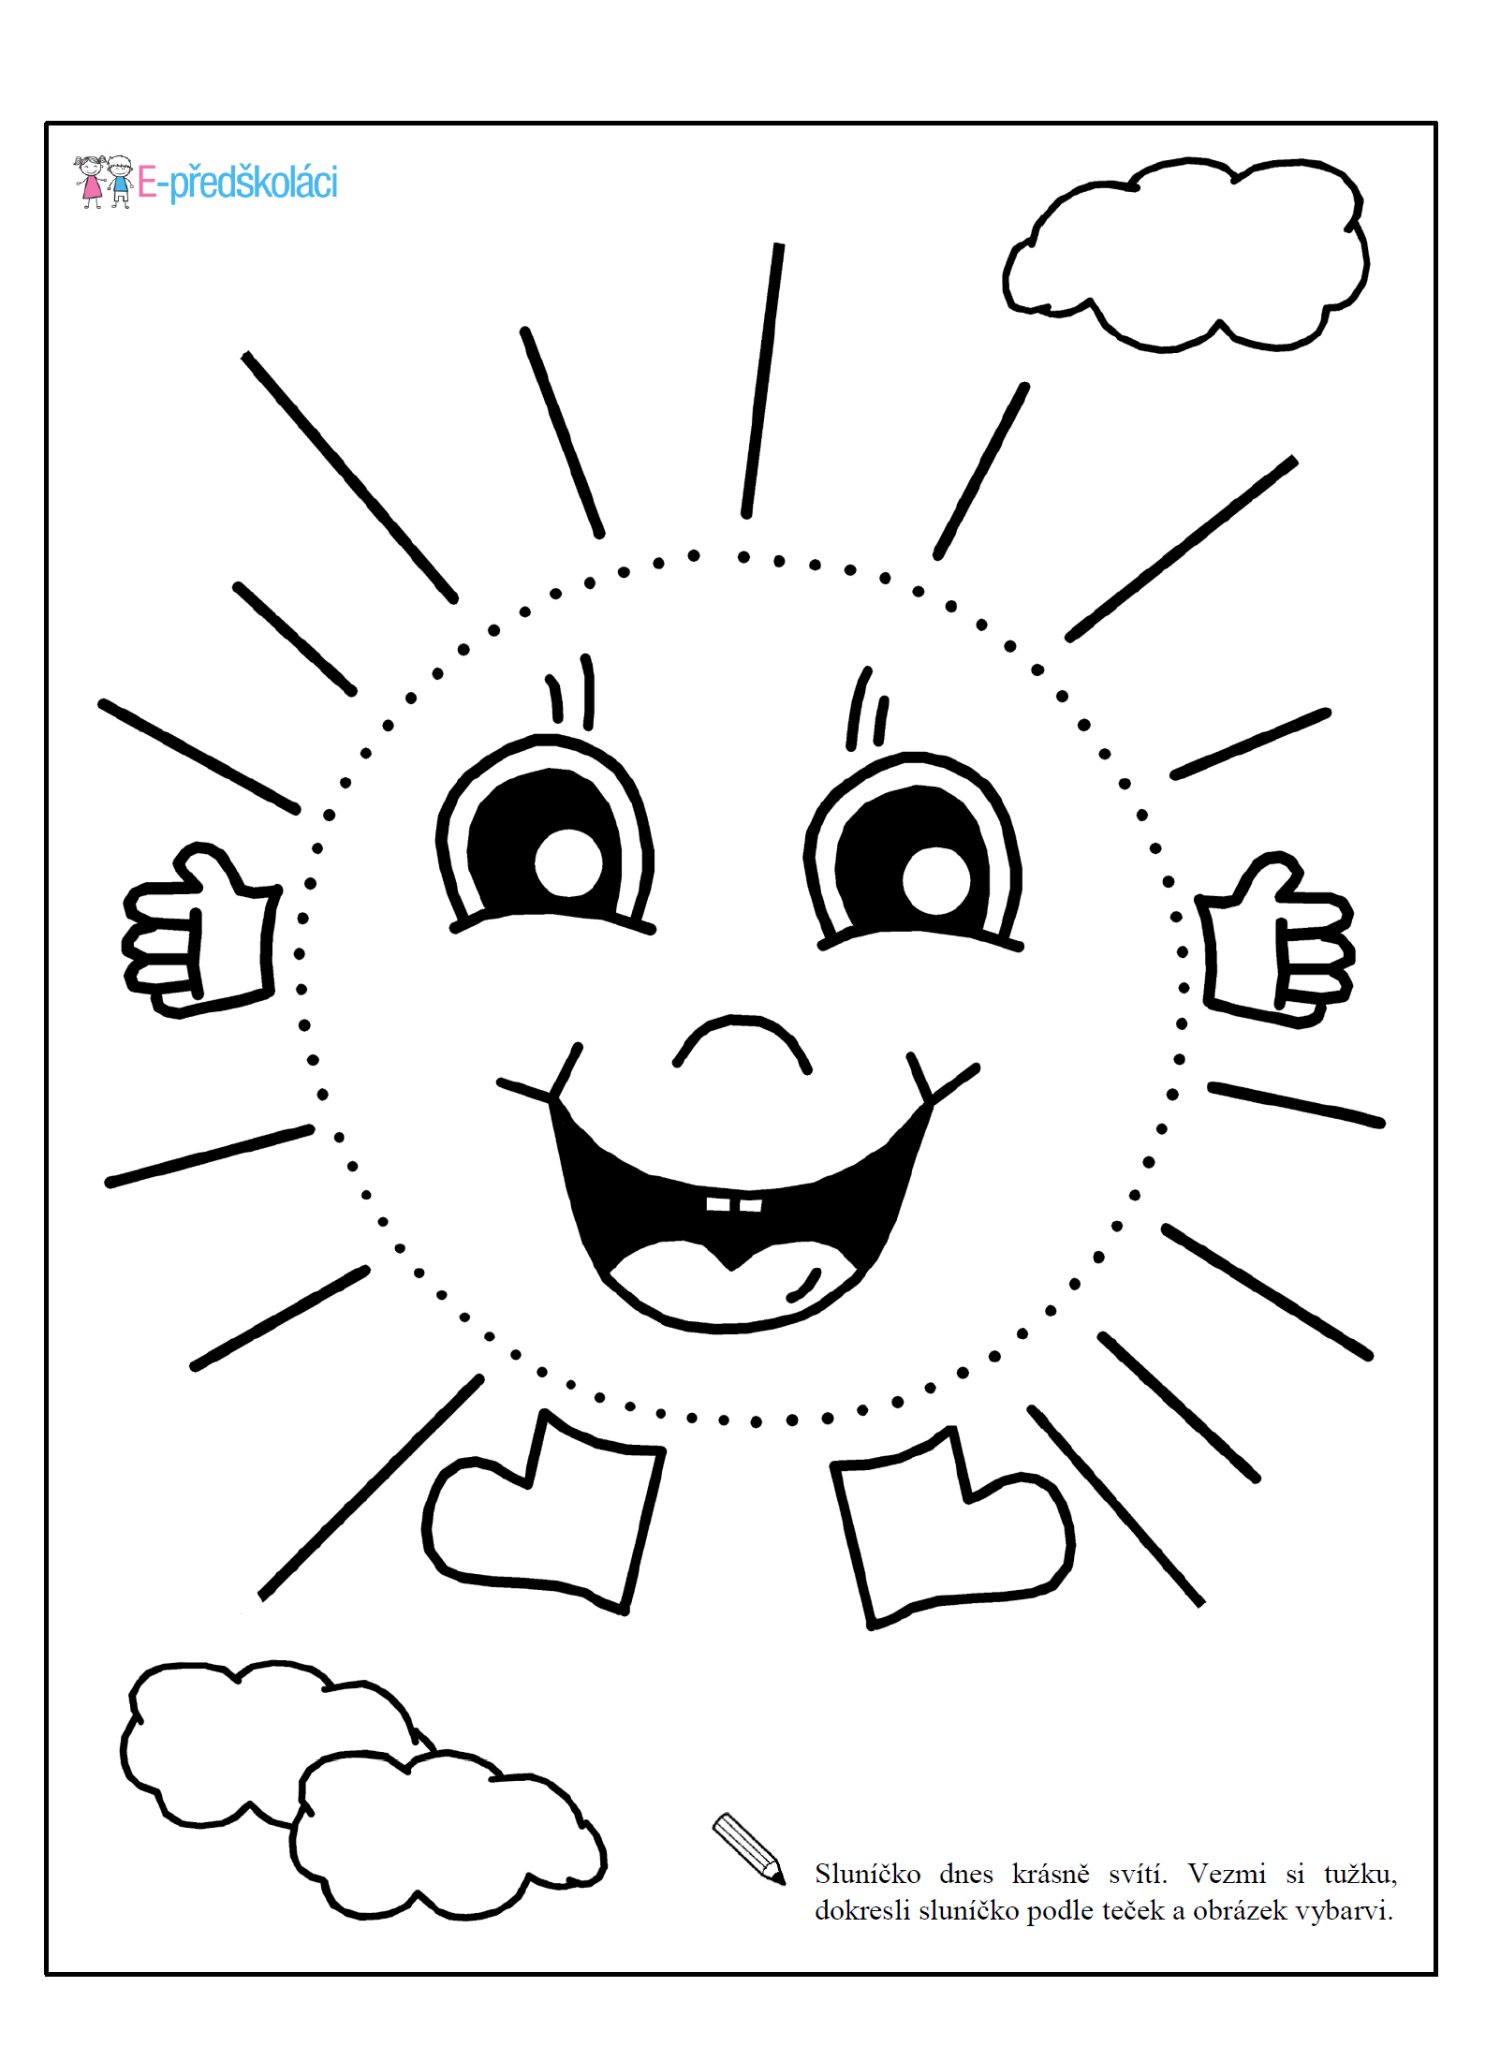 E-předškoláci
Sluníčko dnes krásně svítí. Vezmi si tužku,
dokresli sluníčko podle teček a obrázek vybarvi.